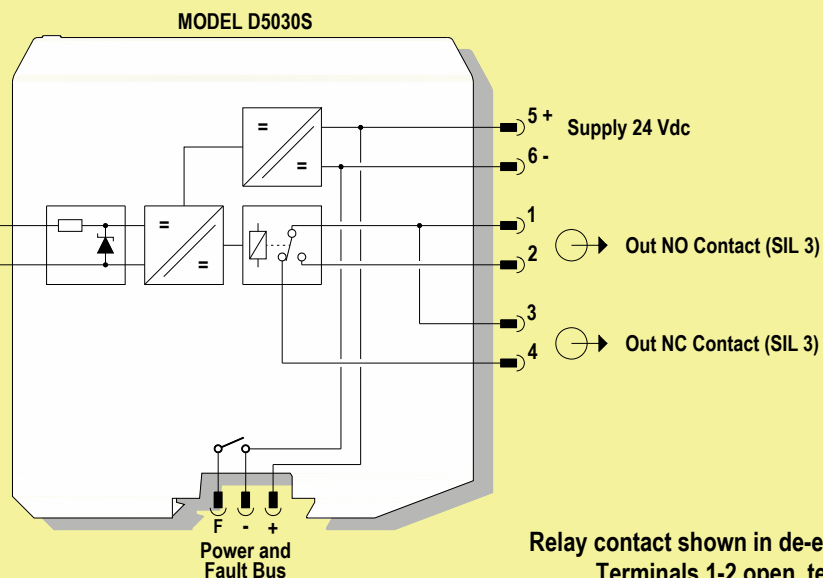 MODEL D5030S
5 +
Supply 24 Vdc
6 -
=
=
1
Out NO Contact (SIL 3)
2
=
=
3
Out NC Contact (SIL 3)
4
F - +
Power and
Fault Bus
Relay contact shown in de-e
Terminals 1-2 open, te